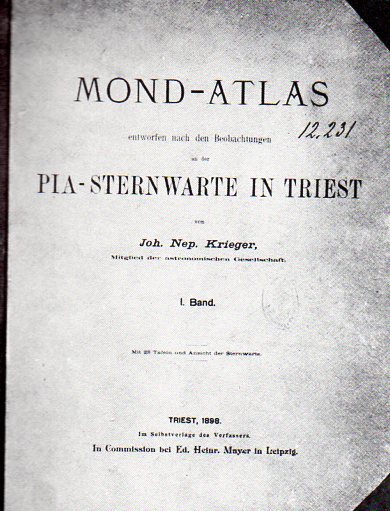 MOND-ATLAS
entworfen nach den Beobachtungen
12,231
an der
PIA-STERNWARTE IN TRIEST
von
Joh. Nep. Krieger,
Mitglied der astronomischen Gesellschaft.
I. Band.
Mit 28 Tafeln und Ansicht der Sternwarte.
TRIEST, 1898.
Im Selbstverlage des Verfassers.
In Commission bei Ed. Heinr. Mayer in Leipzig.